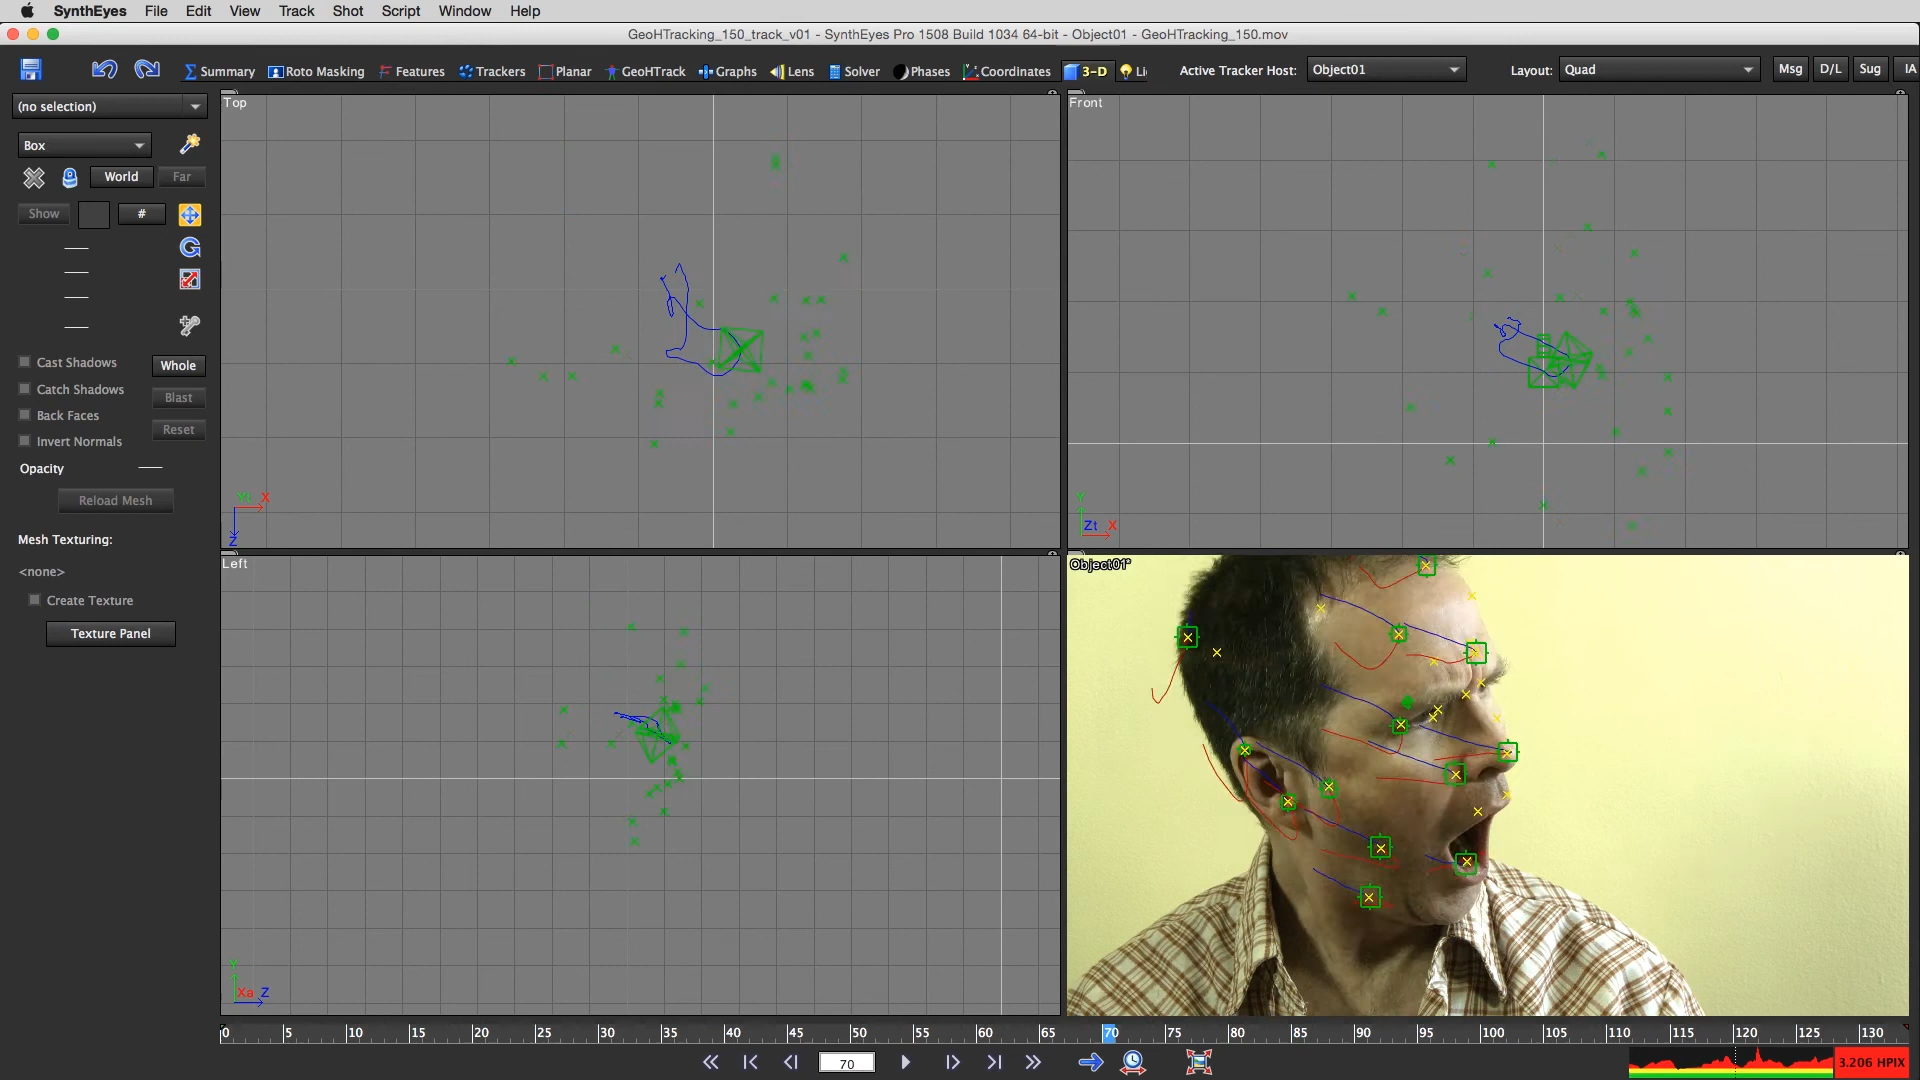 SynthEyes File Edit View Track Shot Script Window Help
GeoHTracking_150_track_v01 - SynthEyes Pro 1508 Build 1034 64-bit - Object01 - GeoHTracking_150.mov
Summary Roto Masking Features Trackers Planar GeoHTrack Graphs Lens Solver Phases Coordinates 3-D Li Active Tracker Host: Object01 Layout: Quad Msg D/L Sug IA
(no selection)
Box
World Far
Show #
Cast Shadows Whole
Catch Shadows Blast
Back Faces
Invert Normals Reset
Opacity
Reload Mesh
Mesh Texturing:
<none>
Create Texture
Texture Panel
Top
Yt X
Z
Front
Y
Zt X
Left
Y
Xa Z
Object01*
0 5 10 15 20 25 30 35 40 45 50 55 60 65 70 75 80 85 90 95 100 105 110 115 120 125 130
70
3.206 HPIX